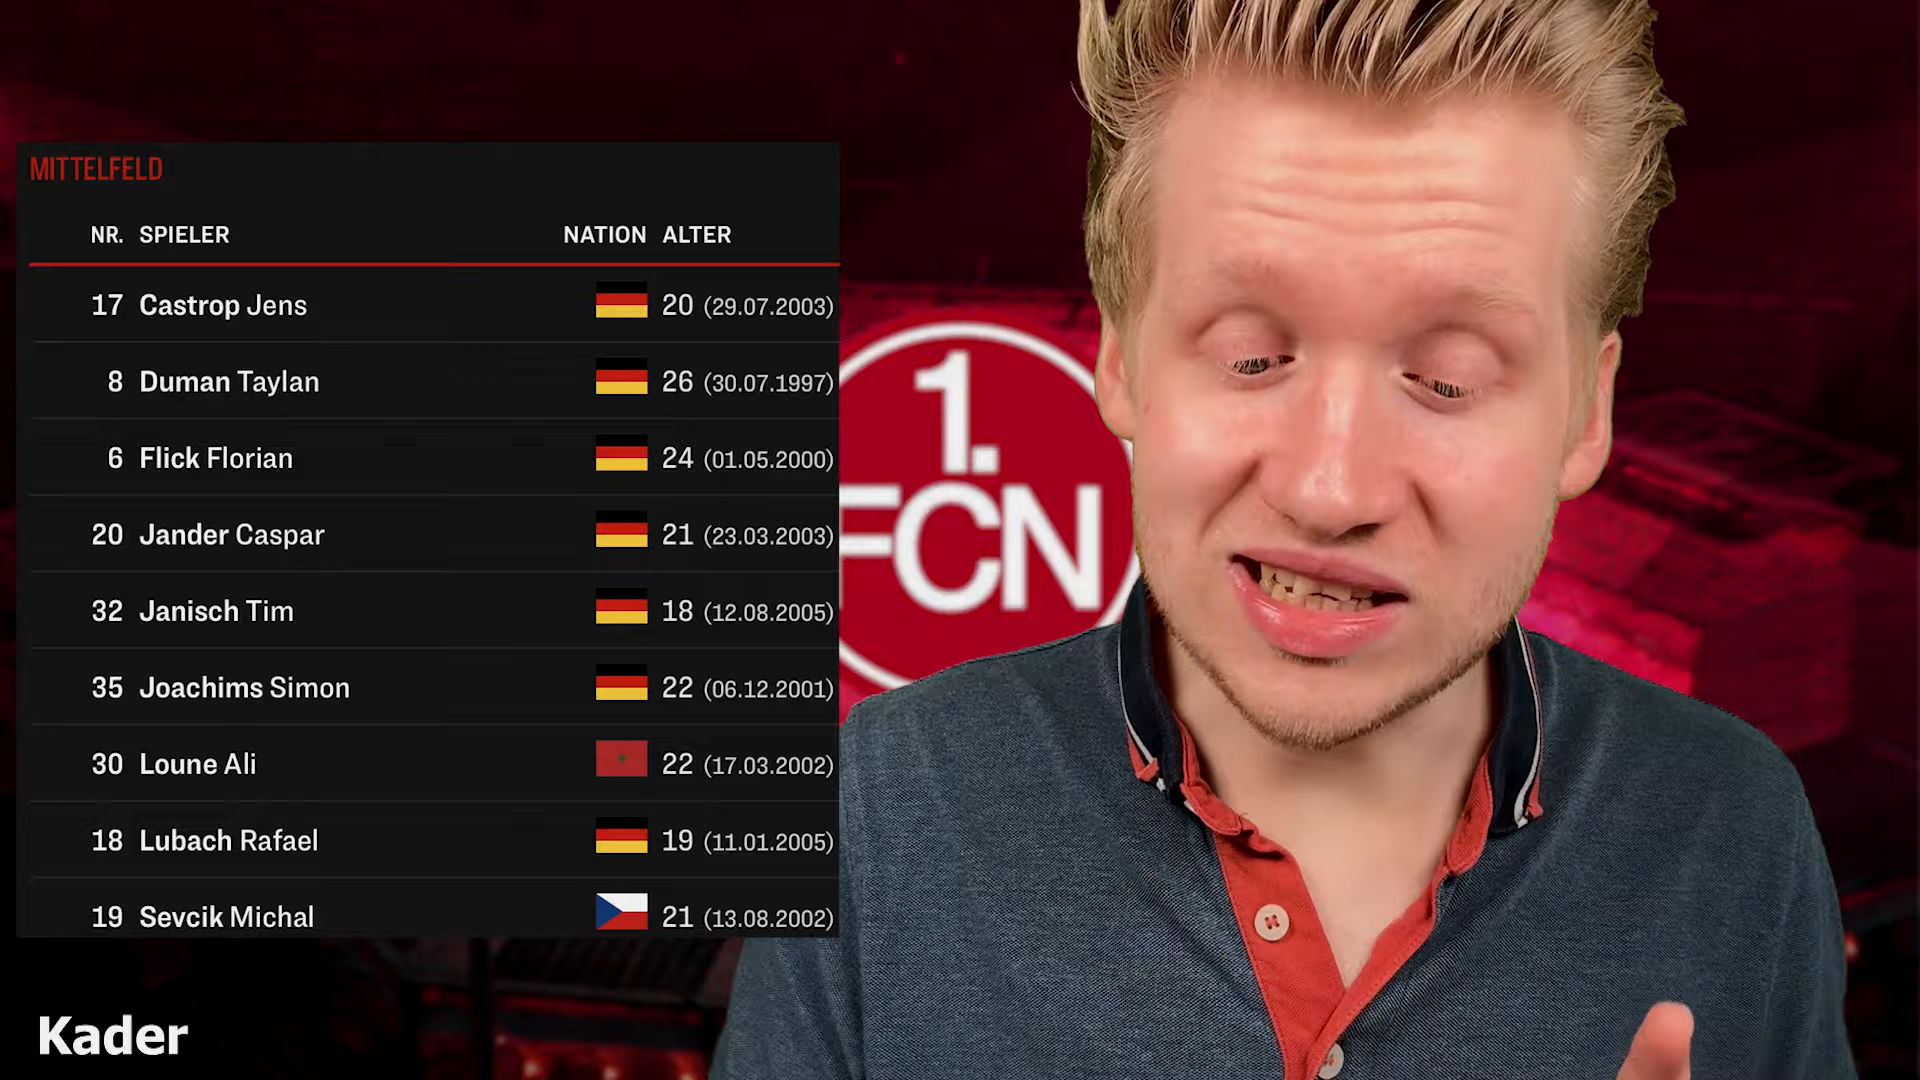 MITTELFELD
NR. SPIELER NATION ALTER
17 Castrop Jens 20 (29.07.2003)
8 Duman Taylan 26 (30.07.1997)
6 Flick Florian 24 (01.05.2000)
20 Jander Caspar 21 (23.03.2003)
32 Janisch Tim 18 (12.08.2005)
35 Joachims Simon 22 (06.12.2001)
30 Loune Ali 22 (17.03.2002)
18 Lubach Rafael 19 (11.01.2005)
19 Sevcik Michal 21 (13.08.2002)
1.
FCN
Kader